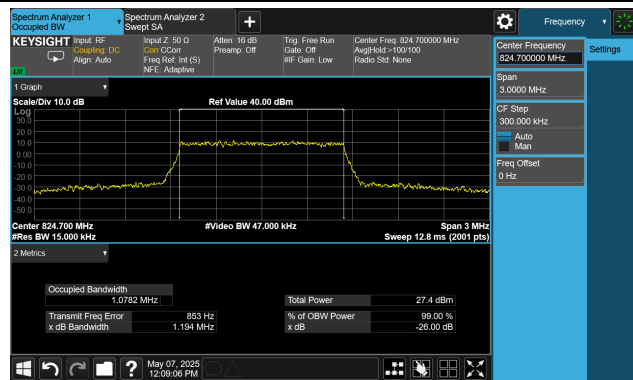 Spectrum Analyzer 1
Occupied BW
Spectrum Analyzer 2
Swept SA
Frequency
KEYSIGHT
Input: RF
Coupling: DC
Align: Auto
Input Z: 50 Ω
Corr CCorr
Freq Ref: Int (S)
NFE: Adaptive
Atten: 16 dB
Preamp: Off
Trig: Free Run
Gate: Off
#IF Gain: Low
Center Freq: 824.700000 MHz
Avg|Hold:>100/100
Radio Std: None
Center Frequency
824.700000 MHz
Settings
Span
3.0000 MHz
CF Step
300.000 kHz
Auto
Man
Freq Offset
0 Hz
1 Graph
Scale/Div 10.0 dB
Ref Value 40.00 dBm
Log
30.0
20.0
10.0
0.00
-10.0
-20.0
-30.0
-40.0
-50.0
Center 824.700 MHz
#Video BW 47.000 kHz
Span 3 MHz
#Res BW 15.000 kHz
Sweep 12.8 ms (2001 pts)
2 Metrics
Occupied Bandwidth
1.0782 MHz
Total Power
27.4 dBm
Transmit Freq Error
853 Hz
% of OBW Power
99.00 %
x dB Bandwidth
1.194 MHz
x dB
-26.00 dB
May 07, 2025
12:09:06 PM